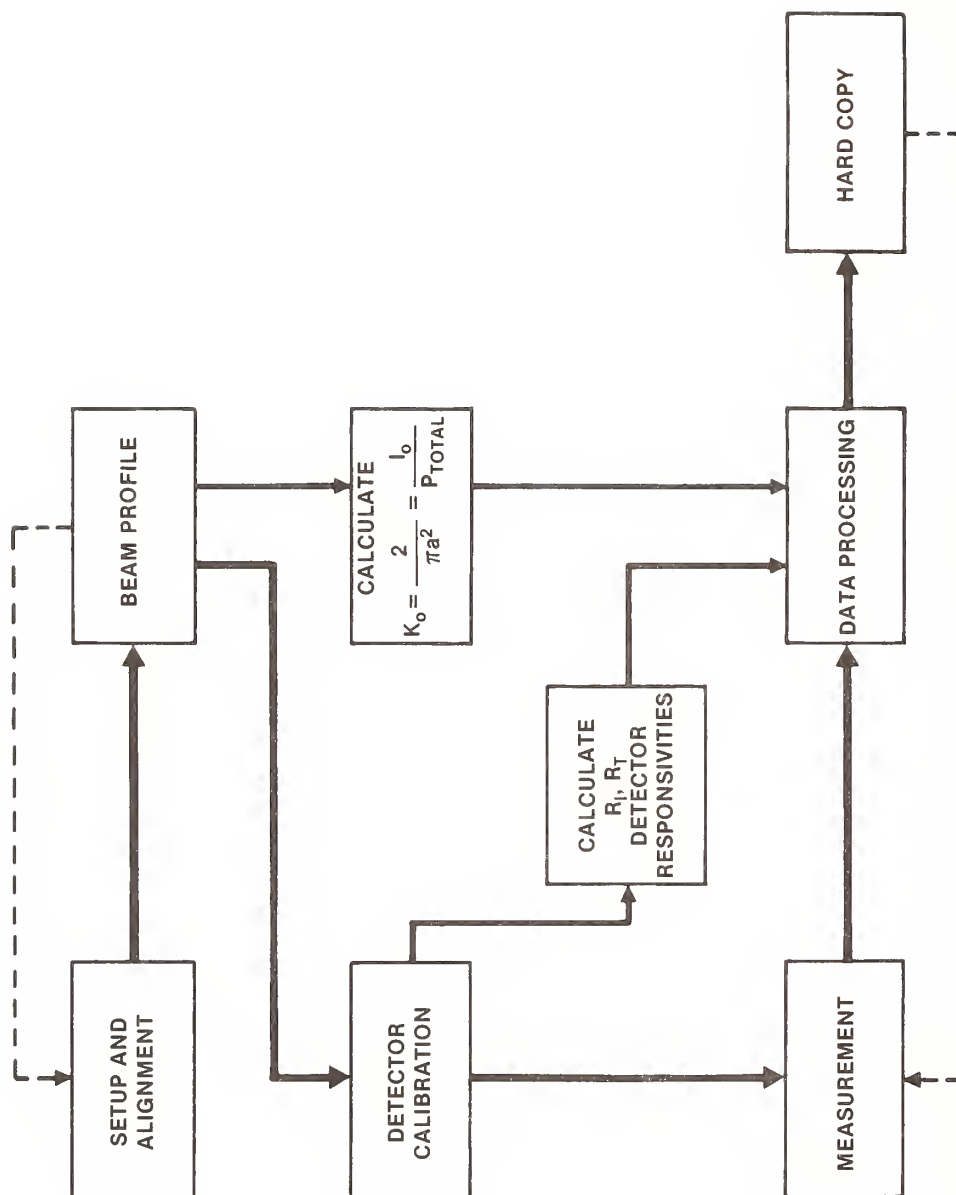 SETUP AND
ALIGNMENT
BEAM PROFILE
DETECTOR
CALIBRATION
CALCULATE
K₀ = 2/πa² = I₀/P_TOTAL
CALCULATE
R_I, R_T
DETECTOR
RESPONSIVITIES
MEASUREMENT
DATA PROCESSING
HARD COPY